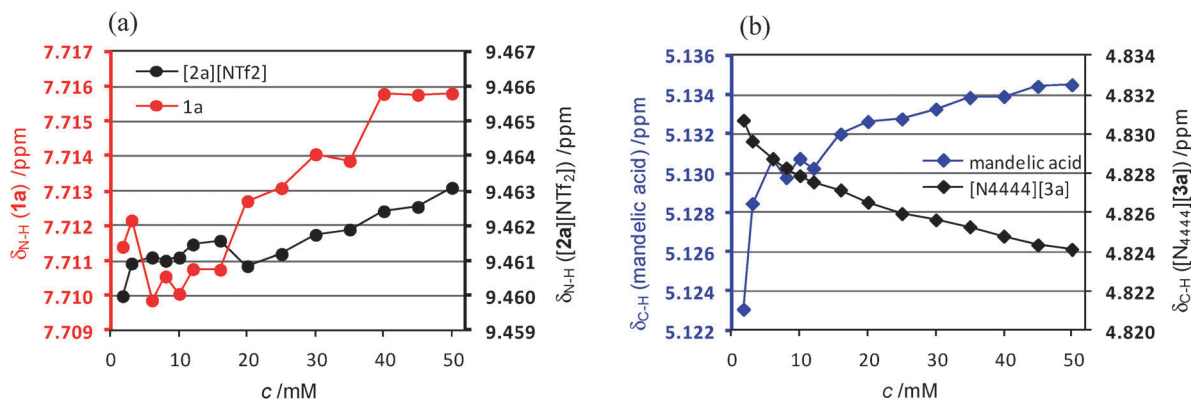 (a)
7.717
7.716
7.715
7.714
7.713
7.712
7.711
7.710
7.709
δN-H (1a) /ppm
[2a][NTf2]
1a
9.467
9.466
9.465
9.464
9.463
9.462
9.461
9.460
9.459
δN-H ([2a][NTf2]) /ppm
0 10 20 30 40 50
c /mM
(b)
5.136
5.134
5.132
5.130
5.128
5.126
5.124
5.122
δC-H (mandelic acid) /ppm
mandelic acid
[N4444][3a]
4.834
4.832
4.830
4.828
4.826
4.824
4.822
4.820
δC-H ([N4444][3a]) /ppm
0 10 20 30 40 50
c /mM